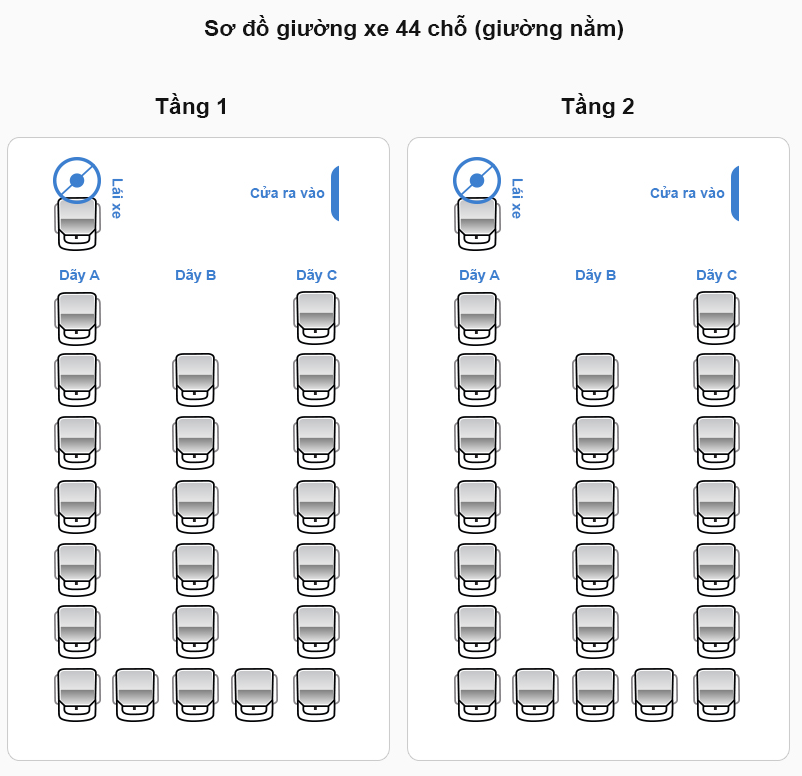 Sơ đồ giường xe 44 chỗ (giường nằm)
Tầng 1
Lái xe
Cửa ra vào
Dãy A
Dãy B
Dãy C
Tầng 2
Lái xe
Cửa ra vào
Dãy A
Dãy B
Dãy C